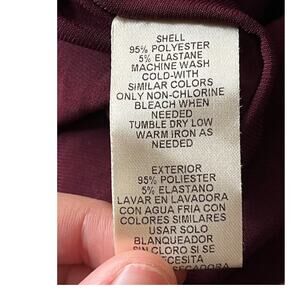 SHELL
95% POLYESTER
5% ELASTANE
MACHINE WASH
COLD-WITH
SIMILAR COLORS
ONLY NON-CHLORINE
BLEACH WHEN
NEEDED
TUMBLE DRY LOW
WARM IRON AS
NEEDED
EXTERIOR
95% POLIESTER
5% ELASTANO
LAVAR EN LAVADORA
CON AGUA FRIA CON
COLORES SIMILARES
USAR SOLO
BLANQUEADOR
SIN CLORO SI SE